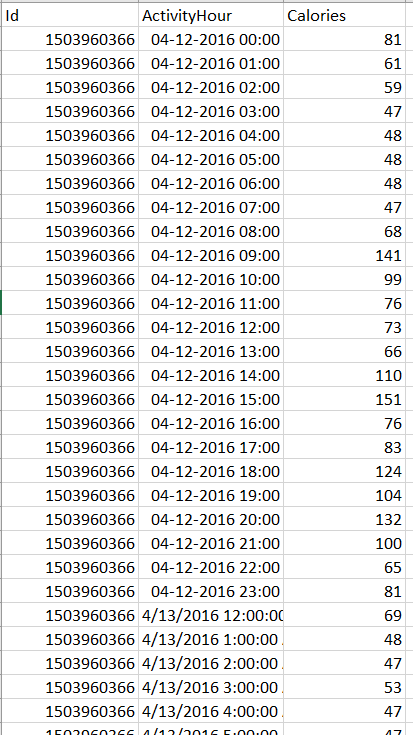 Id ActivityHour Calories
1503960366 04-12-2016 00:00 81
1503960366 04-12-2016 01:00 61
1503960366 04-12-2016 02:00 59
1503960366 04-12-2016 03:00 47
1503960366 04-12-2016 04:00 48
1503960366 04-12-2016 05:00 48
1503960366 04-12-2016 06:00 48
1503960366 04-12-2016 07:00 47
1503960366 04-12-2016 08:00 68
1503960366 04-12-2016 09:00 141
1503960366 04-12-2016 10:00 99
1503960366 04-12-2016 11:00 76
1503960366 04-12-2016 12:00 73
1503960366 04-12-2016 13:00 66
1503960366 04-12-2016 14:00 110
1503960366 04-12-2016 15:00 151
1503960366 04-12-2016 16:00 76
1503960366 04-12-2016 17:00 83
1503960366 04-12-2016 18:00 124
1503960366 04-12-2016 19:00 104
1503960366 04-12-2016 20:00 132
1503960366 04-12-2016 21:00 100
1503960366 04-12-2016 22:00 65
1503960366 04-12-2016 23:00 81
1503960366 4/13/2016 12:00:00 69
1503960366 4/13/2016 1:00:00 48
1503960366 4/13/2016 2:00:00 47
1503960366 4/13/2016 3:00:00 53
1503960366 4/13/2016 4:00:00 47
1503960366 4/13/2016 5:00:00 47